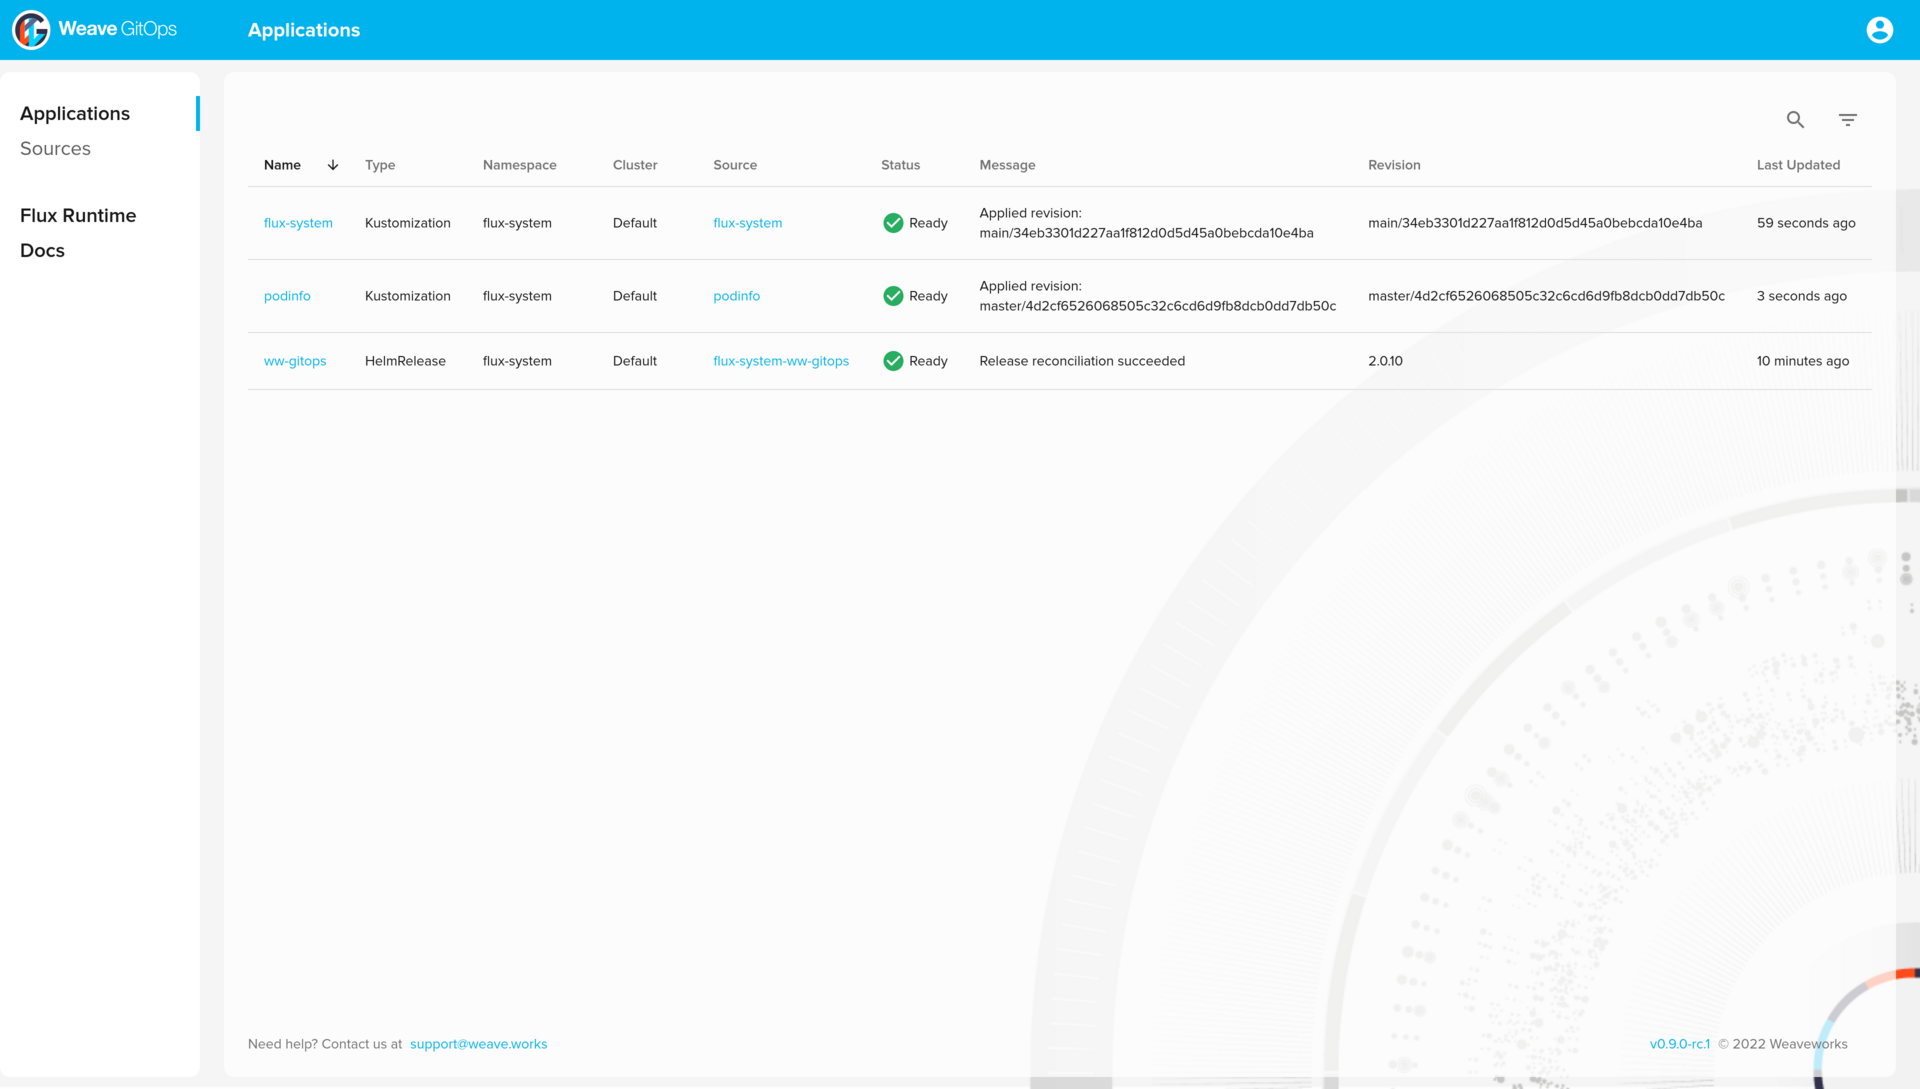 Weave GitOps
Applications
Applications
Sources
Flux Runtime
Docs
Name Type Namespace Cluster Source Status Message Revision Last Updated
flux-system Kustomization flux-system Default flux-system Ready Applied revision:
main/34eb3301d227aa1f812d0d5d45a0bebcda10e4ba main/34eb3301d227aa1f812d0d5d45a0bebcda10e4ba 59 seconds ago
podinfo Kustomization flux-system Default podinfo Ready Applied revision:
master/4d2cf6526068505c32c6cd6d9fb8dcb0dd7db50c master/4d2cf6526068505c32c6cd6d9fb8dcb0dd7db50c 3 seconds ago
ww-gitops HelmRelease flux-system Default flux-system-ww-gitops Ready Release reconciliation succeeded 2.0.10 10 minutes ago
Need help? Contact us at support@weave.works
v0.9.0-rc.1 © 2022 Weaveworks